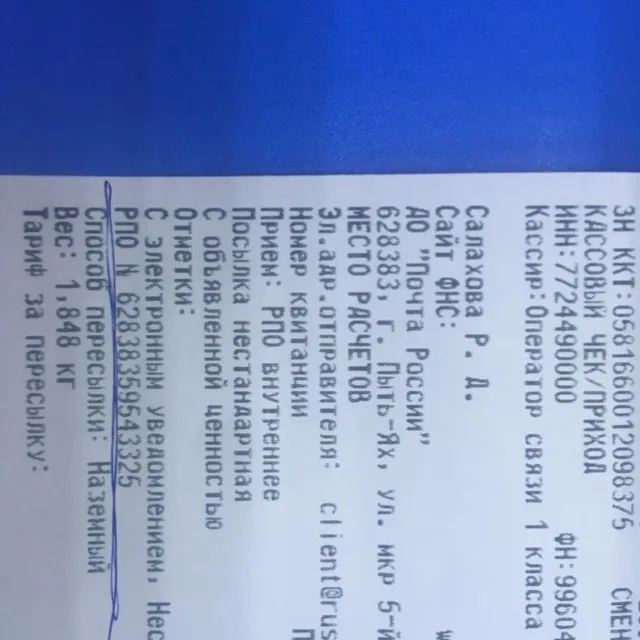 ЗН ККТ: 0581660012098375 СМЕН
КАССОВЫЙ ЧЕК/ПРИХОД
ИНН: 7724490000 ФН: 99604
Кассир: Оператор связи 1 класса
Салахова Р. Д.
Сайт ФНС: w
АО "Почта России"
628383, г. Пыть-Ях, ул. мкр 5-й
МЕСТО РАСЧЕТОВ
Эл.адр.отправителя: client@rus
Номер квитанции П
Прием: РПО внутреннее
Посылка нестандартная
С объявленной ценностью
Отметки:
С электронным уведомлением, Нес
РПО N 62838359543325
Способ пересылки: Наземный
Вес: 1,848 кг
Тариф за пересылку: